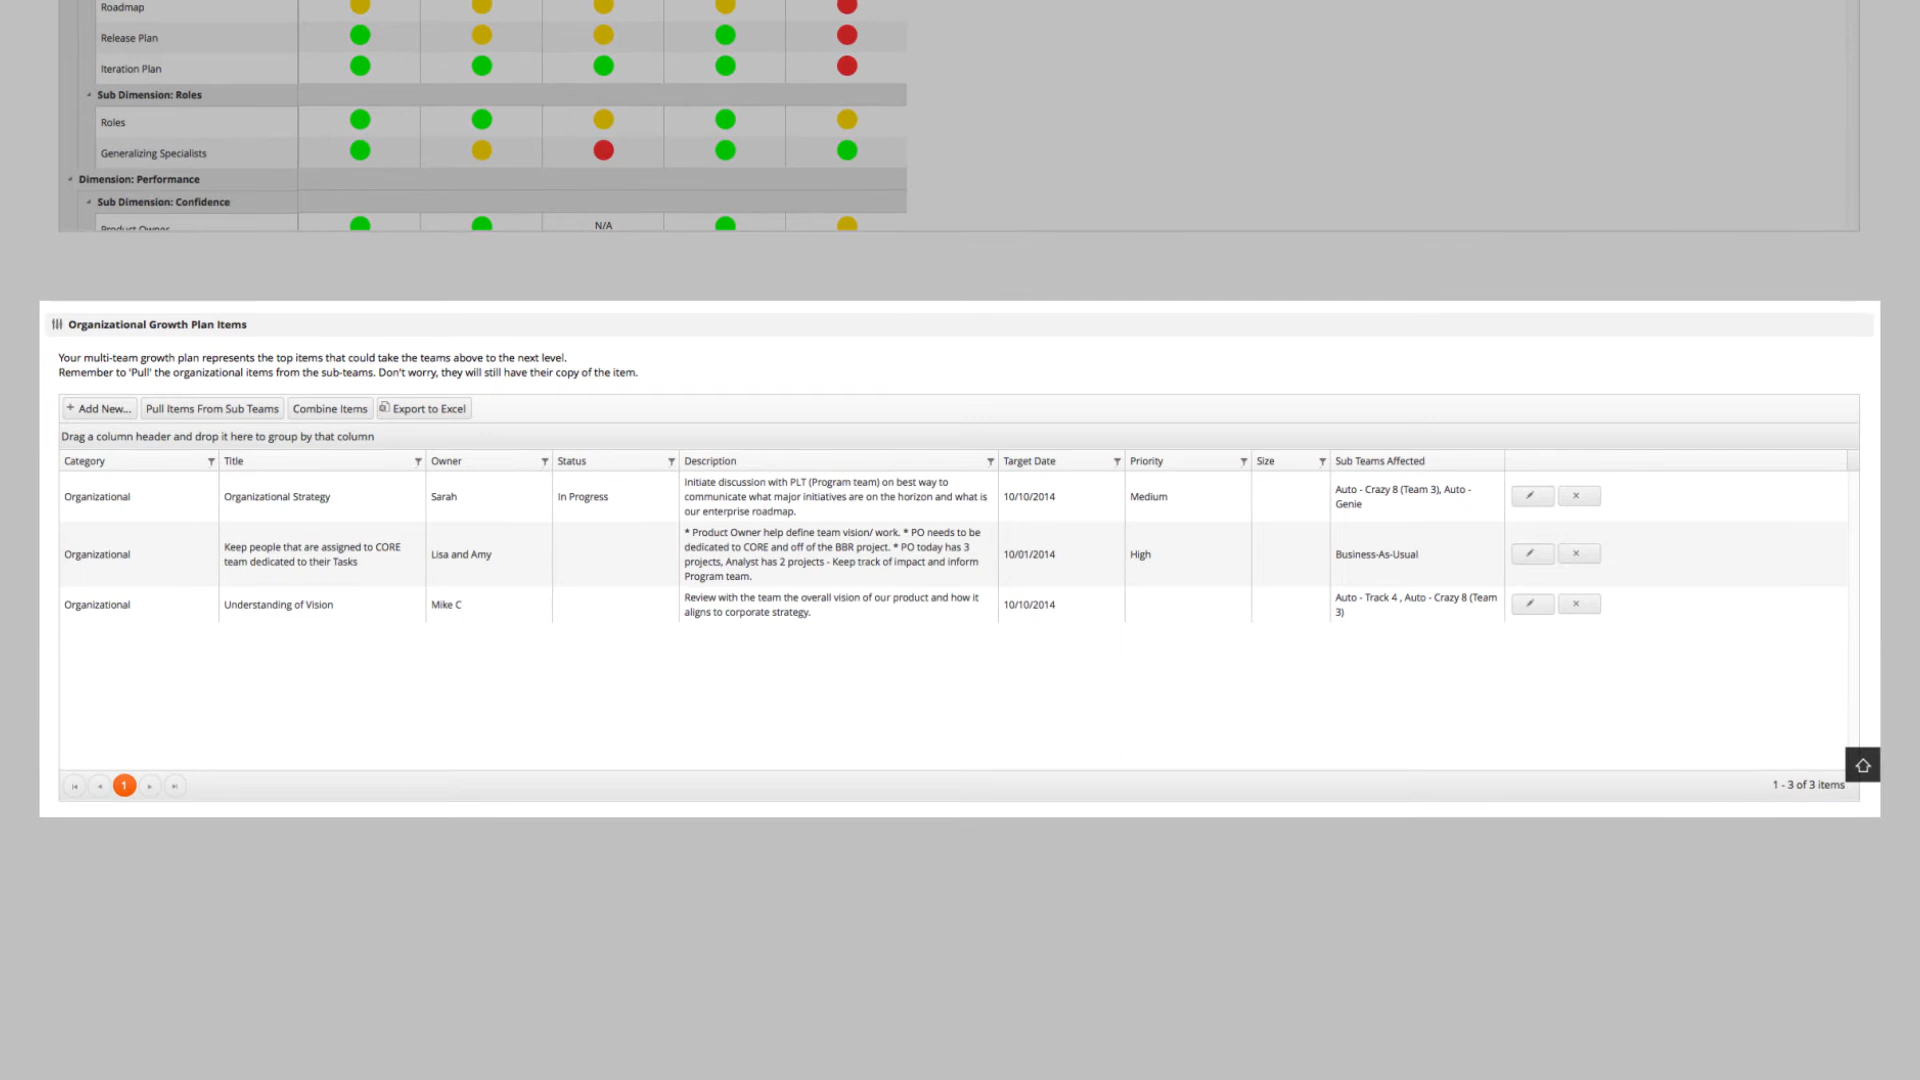 Roadmap
Release Plan
Iteration Plan
Sub Dimension: Roles
Roles
Generalizing Specialists
Dimension: Performance
Sub Dimension: Confidence
Product Owner
N/A
Organizational Growth Plan Items
Your multi-team growth plan represents the top items that could take the teams above to the next level.
Remember to 'Pull' the organizational items from the sub-teams. Don't worry, they will still have their copy of the item.
+ Add New... Pull Items From Sub Teams Combine Items Export to Excel
Drag a column header and drop it here to group by that column
Category Title Owner Status Description Target Date Priority Size Sub Teams Affected
Organizational
Organizational Strategy
Sarah
In Progress
Initiate discussion with PLT (Program team) on best way to
communicate what major initiatives are on the horizon and what is
our enterprise roadmap.
10/10/2014
Medium
Auto - Crazy 8 (Team 3), Auto -
Genie
Organizational
Keep people that are assigned to CORE
team dedicated to their Tasks
Lisa and Amy
* Product Owner help define team vision/ work. * PO needs to be
dedicated to CORE and off of the BBR project. * PO today has 3
projects, Analyst has 2 projects - Keep track of impact and inform
Program team.
10/01/2014
High
Business-As-Usual
Organizational
Understanding of Vision
Mike C
Review with the team the overall vision of our product and how it
aligns to corporate strategy.
10/10/2014
Auto - Track 4 , Auto - Crazy 8 (Team
3)
1
1 - 3 of 3 items